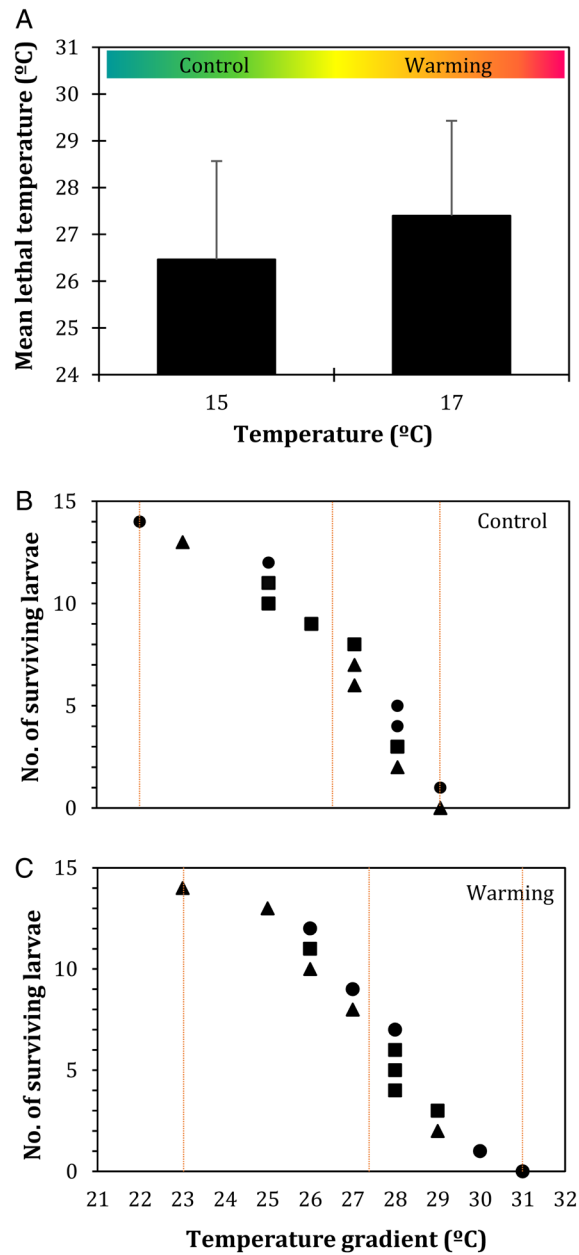 A
Mean lethal temperature (ºC)
31
30
29
28
27
26
25
24
Control
Warming
15
17
Temperature (ºC)
B
No. of surviving larvae
15
10
5
0
Control
C
No. of surviving larvae
15
10
5
0
Warming
21 22 23 24 25 26 27 28 29 30 31 32
Temperature gradient (ºC)